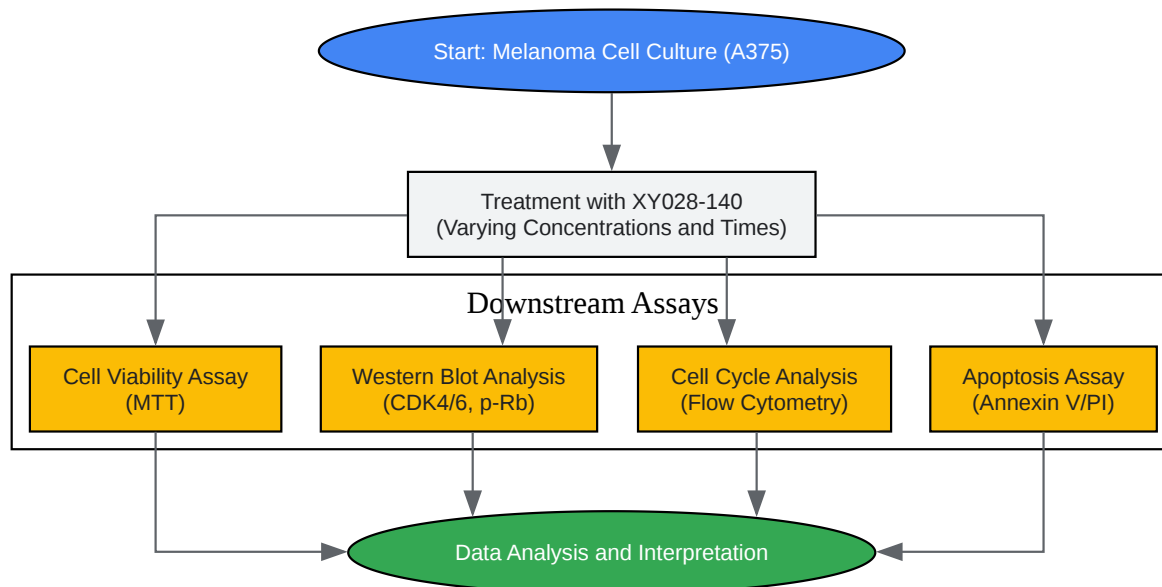 Start: Melanoma Cell Culture (A375)
Treatment with XY028-140
(Varying Concentrations and Times)
Downstream Assays
Cell Viability Assay
(MTT)
Western Blot Analysis
(CDK4/6, p-Rb)
Cell Cycle Analysis
(Flow Cytometry)
Apoptosis Assay
(Annexin V/PI)
Data Analysis and Interpretation